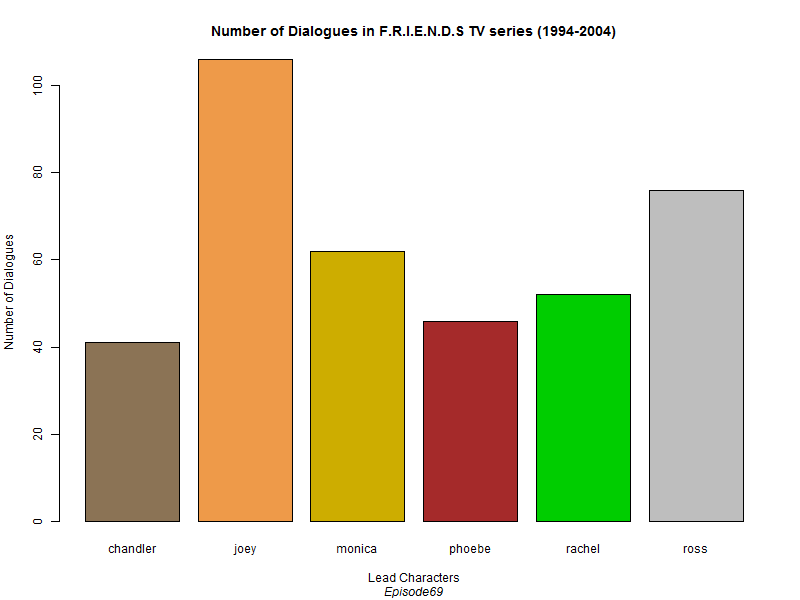 Number of Dialogues in F.R.I.E.N.D.S TV series (1994-2004)
Number of Dialogues
100
80
60
40
20
0
chandler joey monica phoebe rachel ross
Lead Characters
Episode69